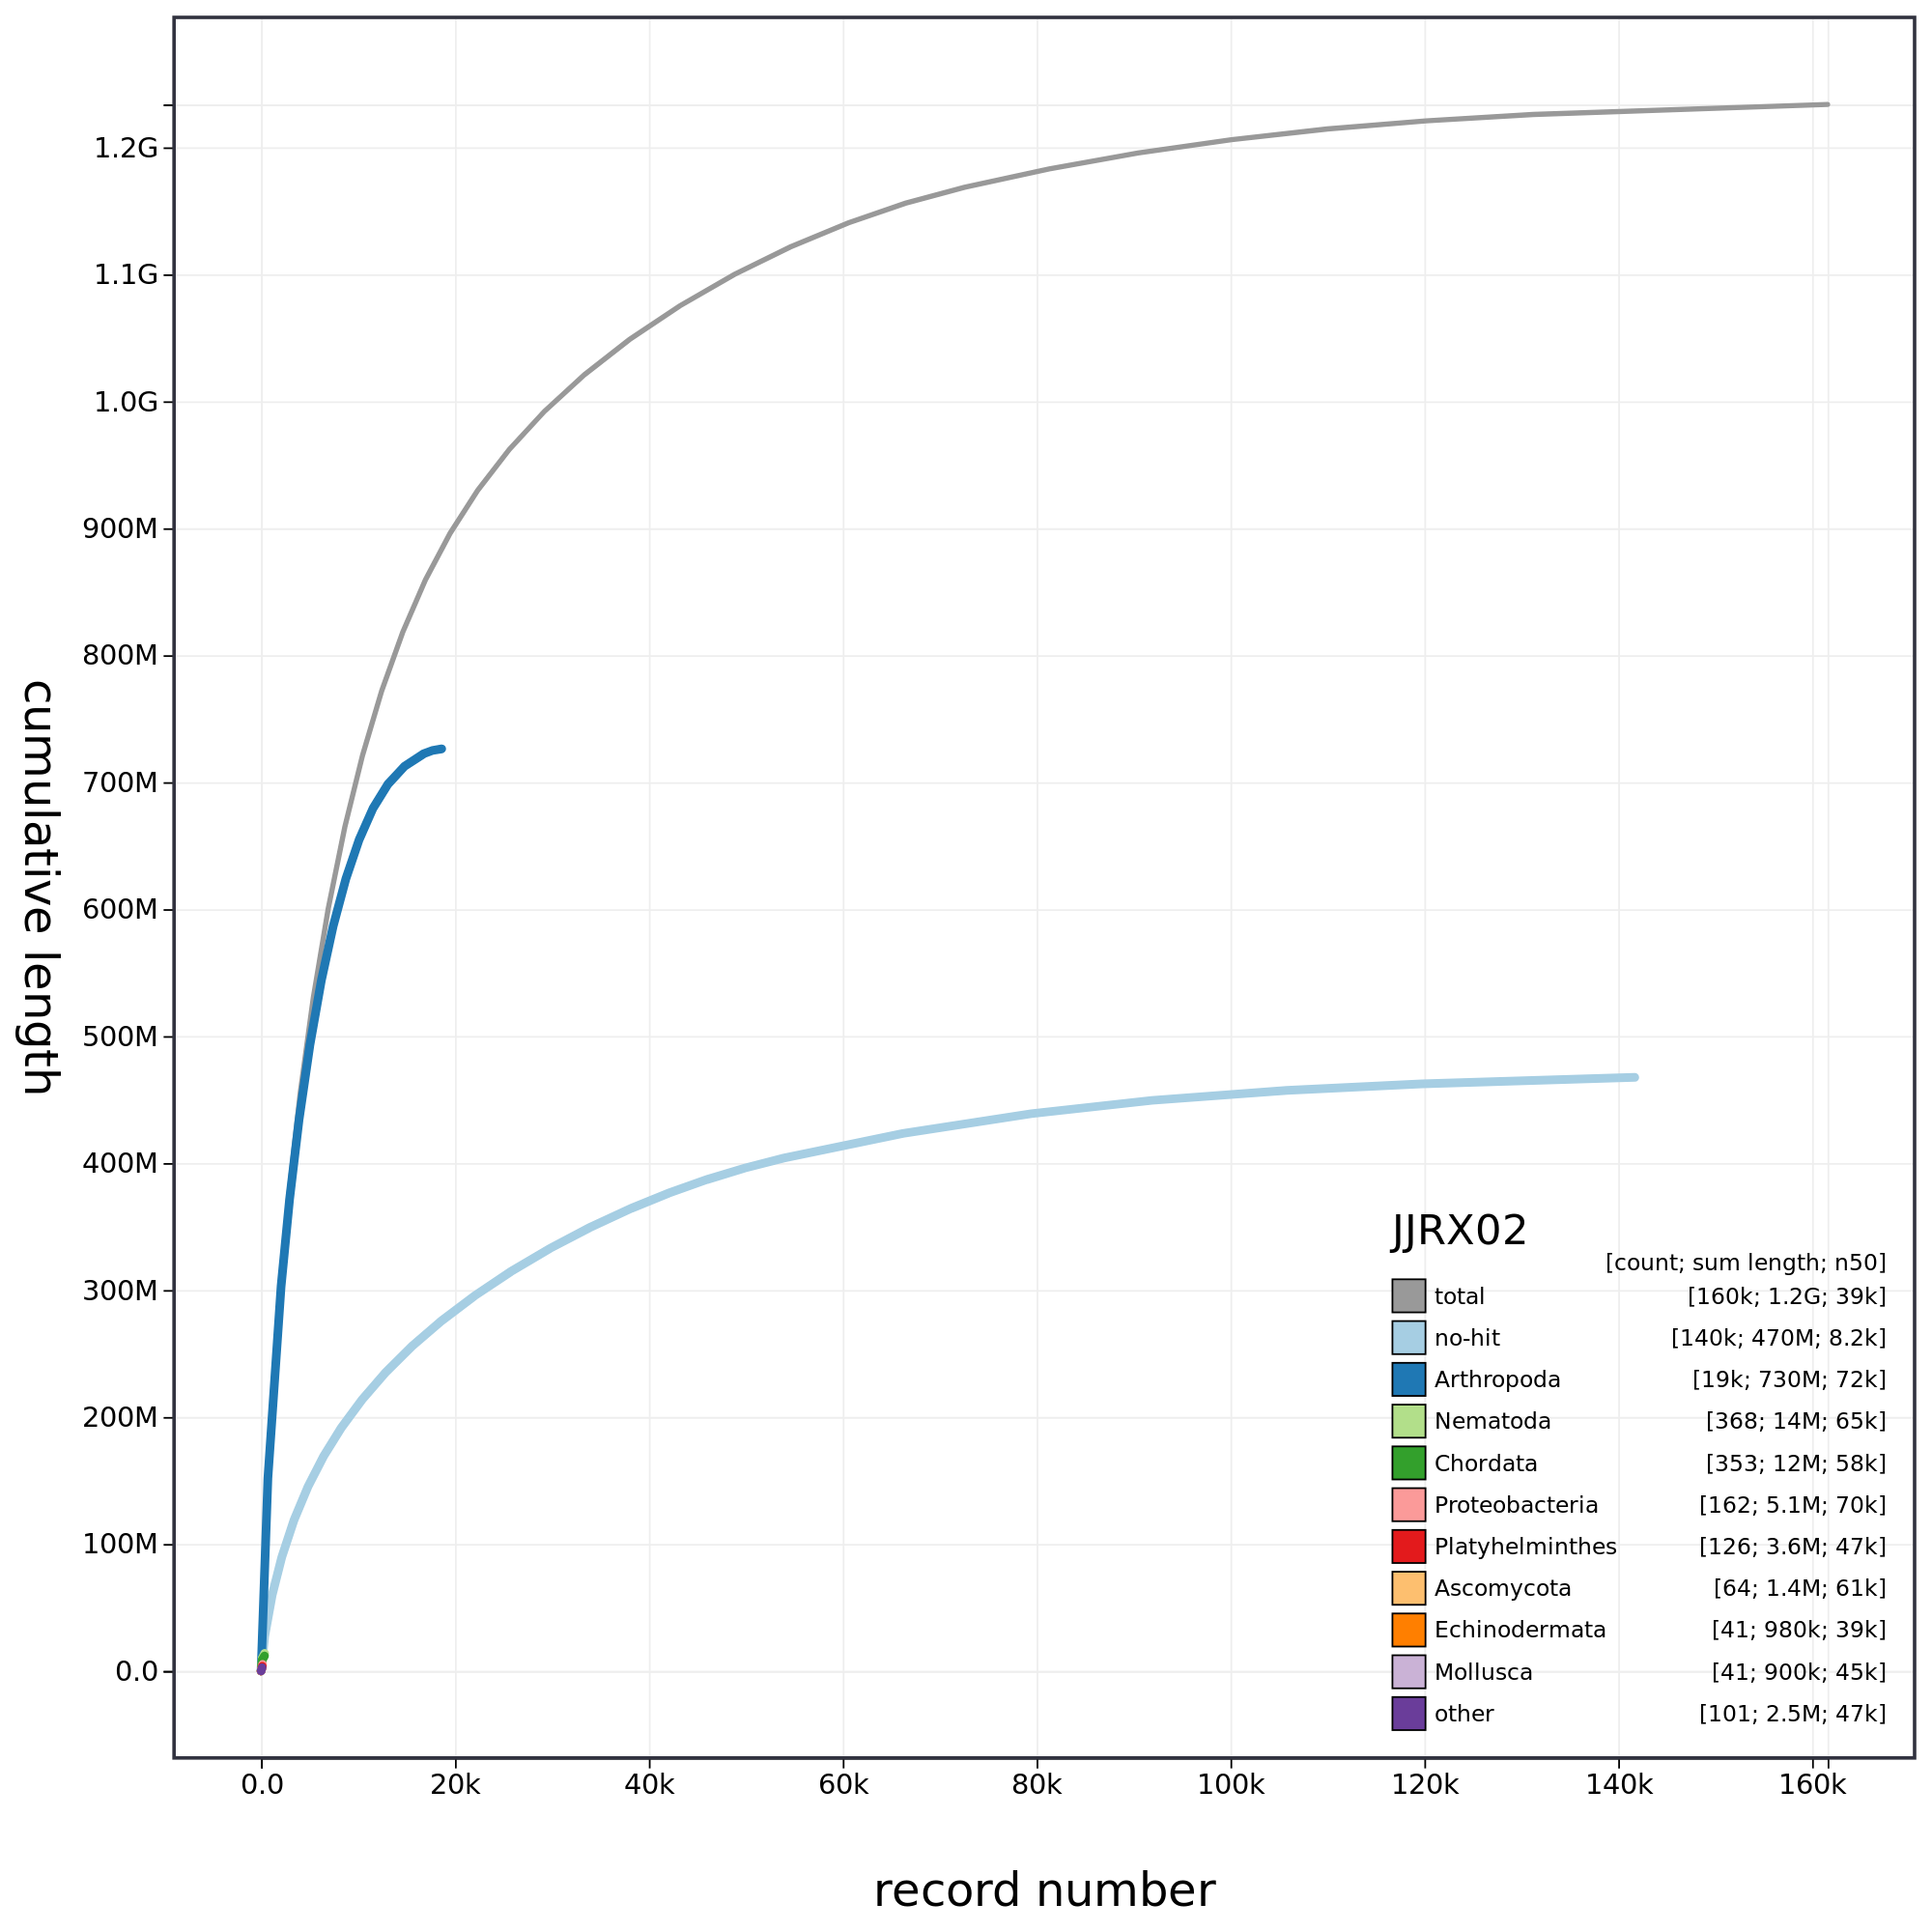 1.2G
1.1G
1.0G
900M
800M
700M
600M
500M
400M
300M
200M
100M
0.0
cumulative length
JJRX02
[count; sum length; n50]
total [160k; 1.2G; 39k]
no-hit [140k; 470M; 8.2k]
Arthropoda [19k; 730M; 72k]
Nematoda [368; 14M; 65k]
Chordata [353; 12M; 58k]
Proteobacteria [162; 5.1M; 70k]
Platyhelminthes [126; 3.6M; 47k]
Ascomycota [64; 1.4M; 61k]
Echinodermata [41; 980k; 39k]
Mollusca [41; 900k; 45k]
other [101; 2.5M; 47k]
0.0 20k 40k 60k 80k 100k 120k 140k 160k
record number